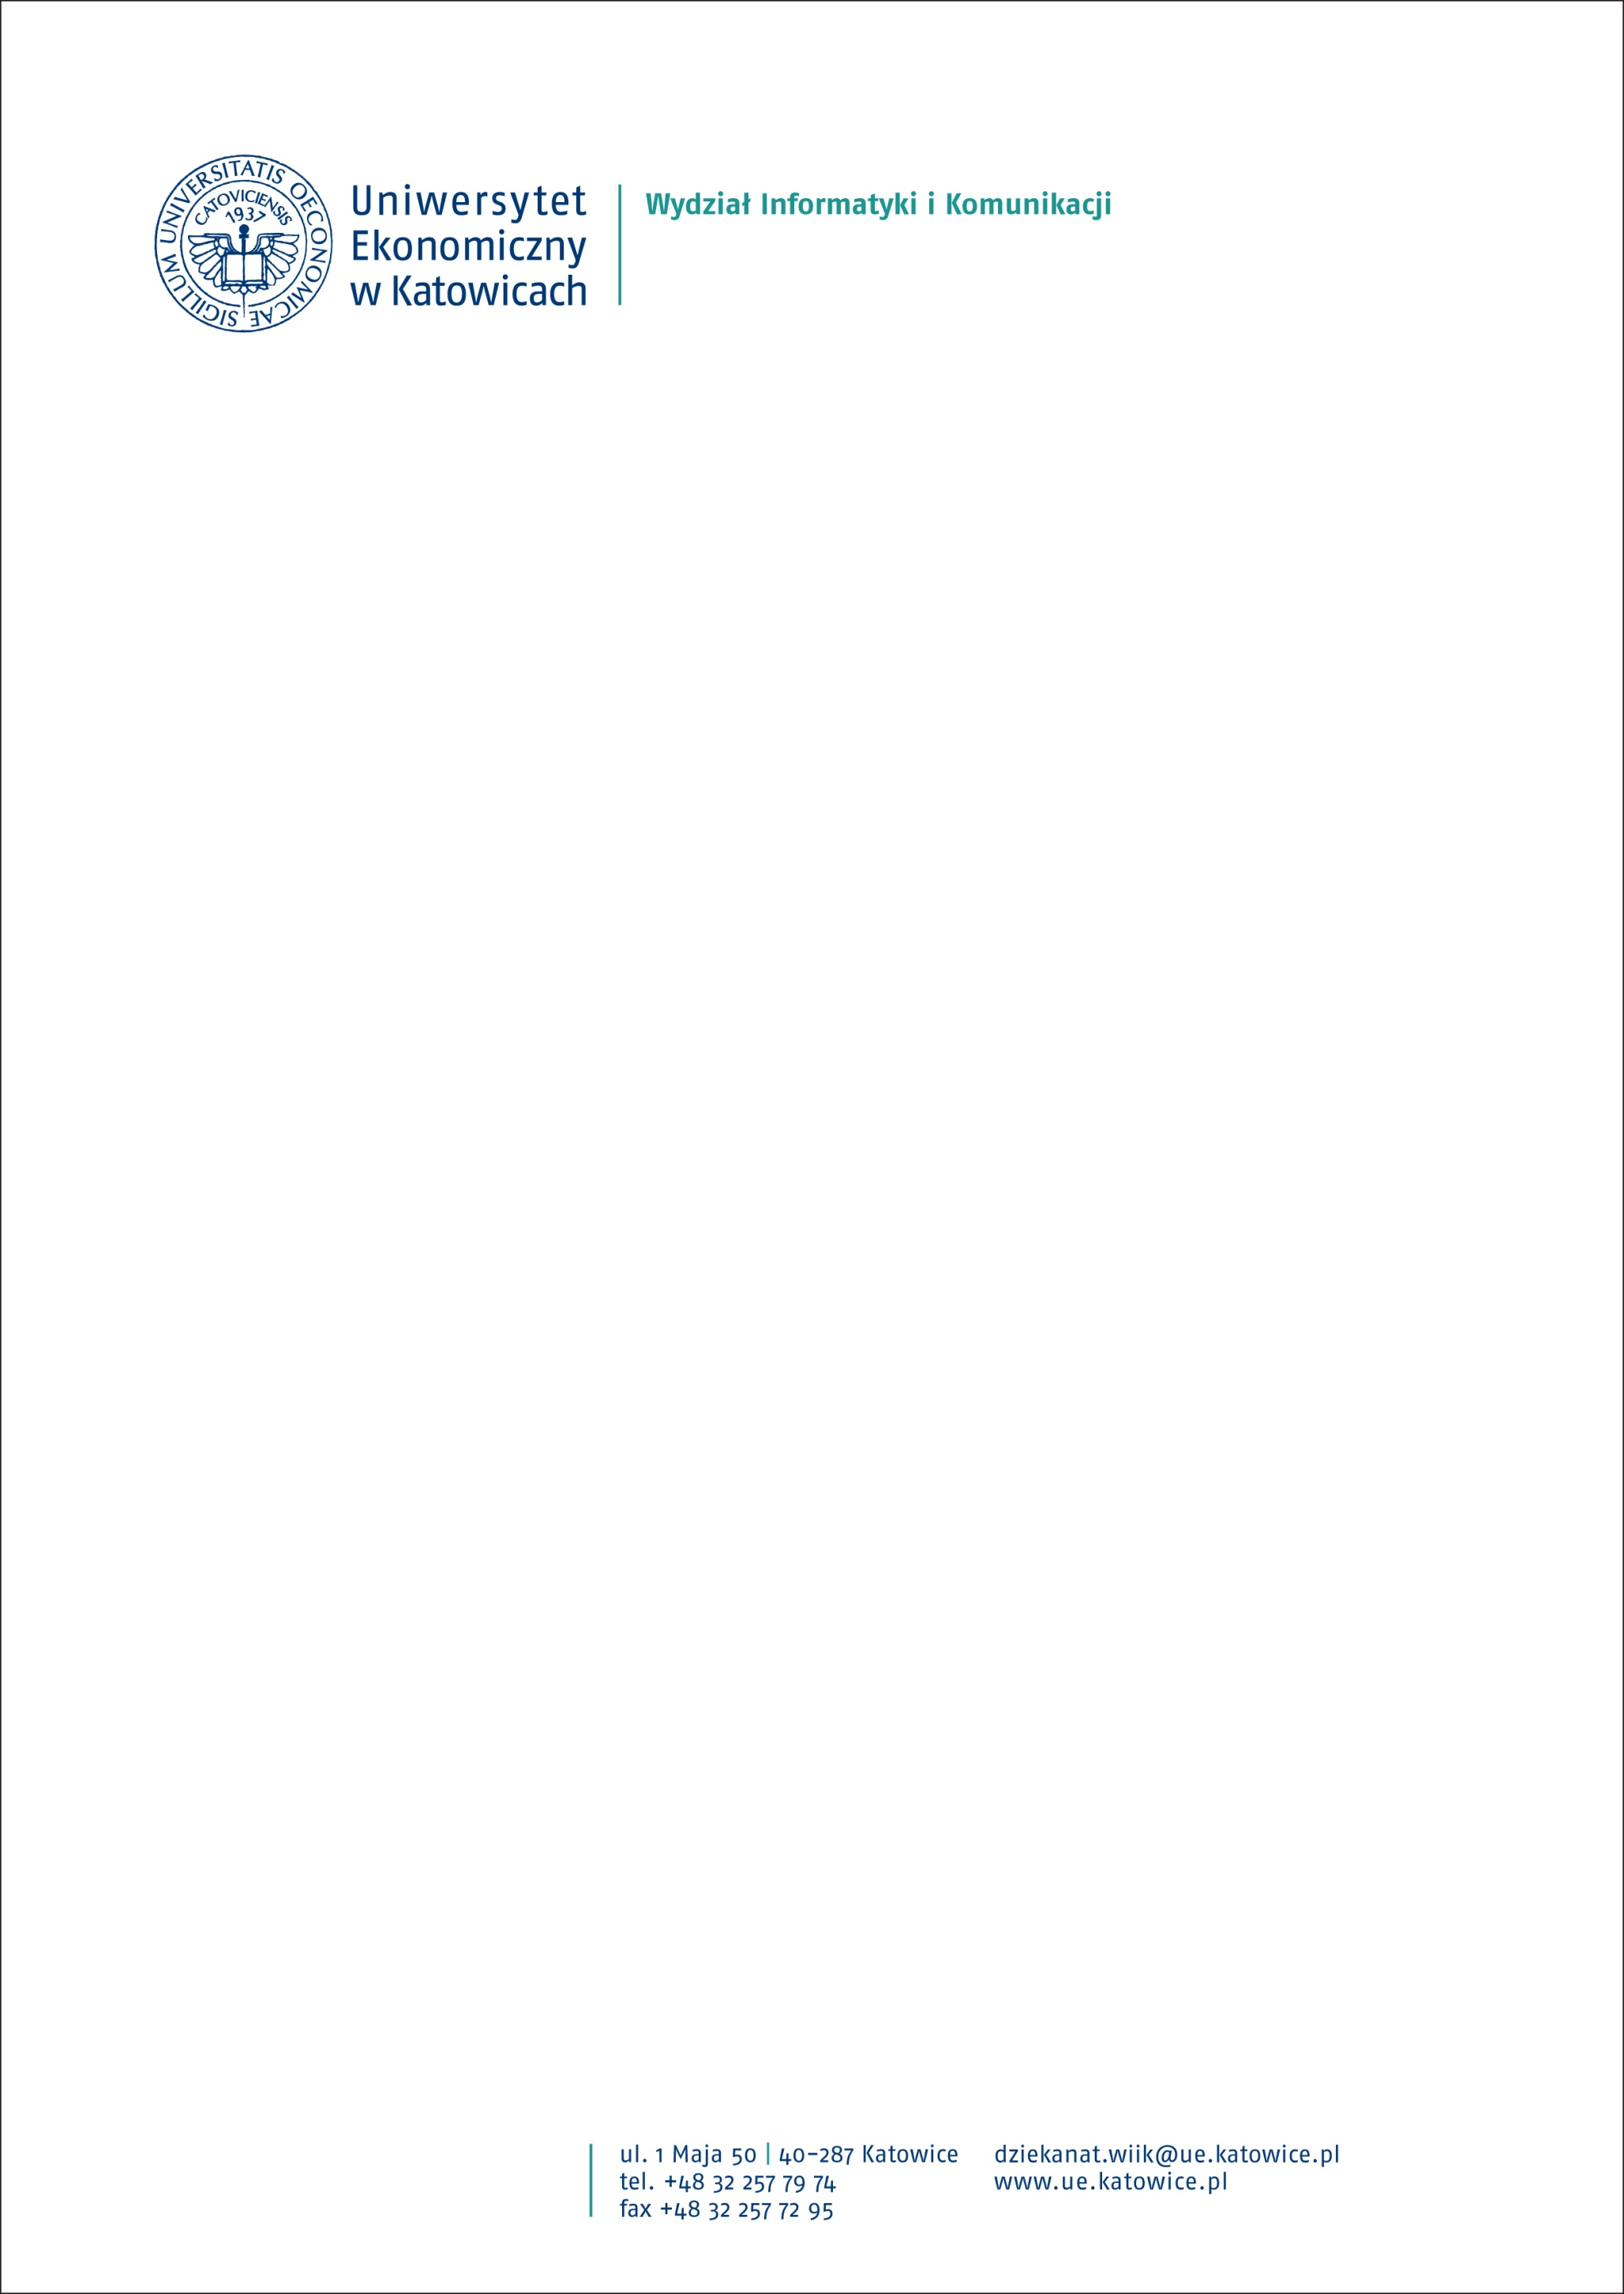 SIGILLUM UNIVERSITATIS OECONOMICAE
CATOVICIENSIS
1937
Uniwersytet
Ekonomiczny
w Katowicach
Wydział Informatyki i Komunikacji
ul. 1 Maja 50 | 40-287 Katowice
tel. +48 32 257 79 74
fax +48 32 257 72 95
dziekanat.wiik@ue.katowice.pl
www.ue.katowice.pl